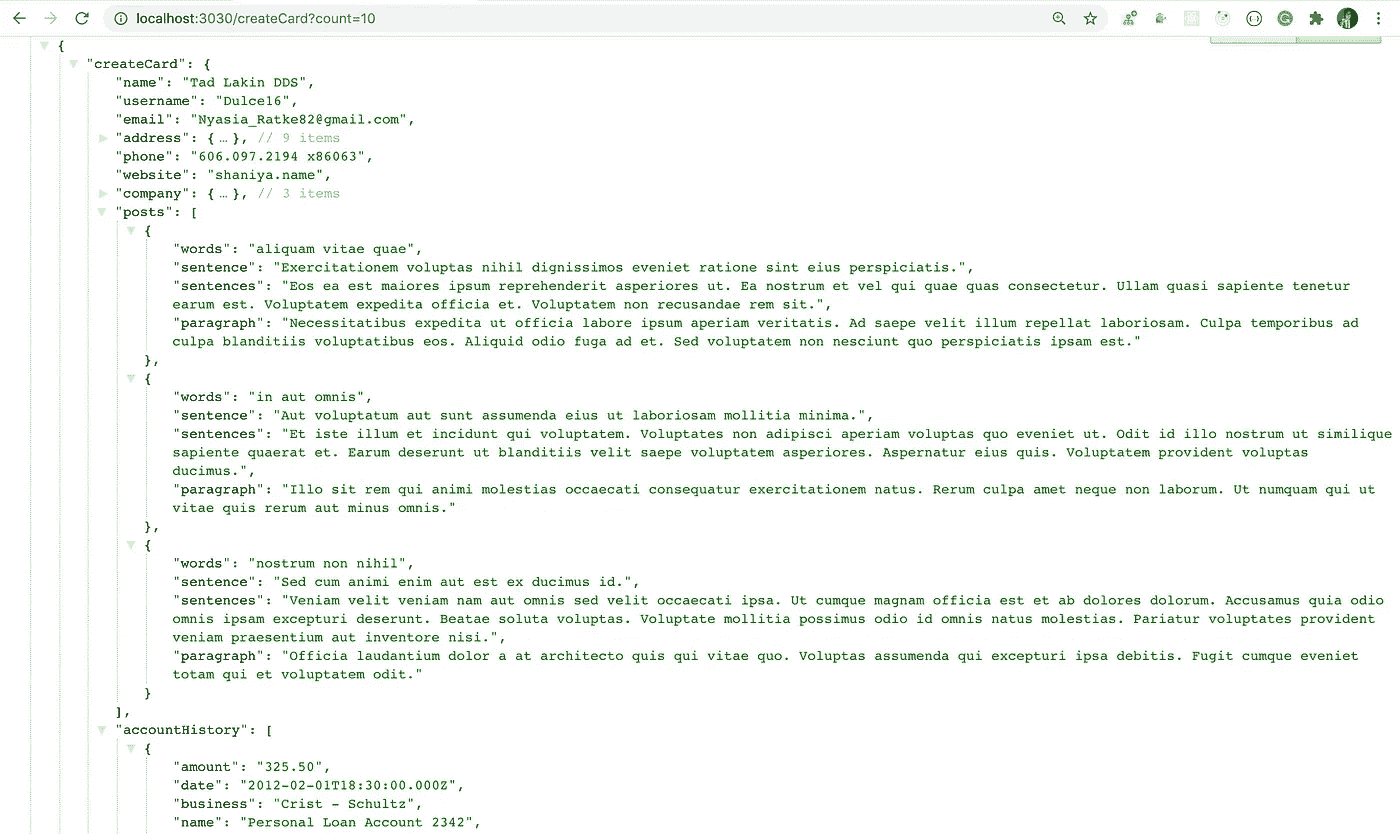 localhost:3030/createCard?count=10
{
"createCard": {
"name": "Tad Lakin DDS",
"username": "Dulce16",
"email": "Nyasia_Ratke82@gmail.com",
"address": { … }, // 9 items
"phone": "606.097.2194 x86063",
"website": "shaniya.name",
"company": { … }, // 3 items
"posts": [
{
"words": "aliquam vitae quae",
"sentence": "Exercitationem voluptas nihil dignissimos eveniet ratione sint eius perspiciatis.",
"sentences": "Eos ea est maiores ipsum reprehenderit asperiores ut. Ea nostrum et vel qui quae quas consectetur. Ullam quasi sapiente tenetur
earum est. Voluptatem expedita officia et. Voluptatem non recusandae rem sit.",
"paragraph": "Necessitatibus expedita ut officia labore ipsum aperiam veritatis. Ad saepe velit illum repellat laboriosam. Culpa temporibus ad
culpa blanditiis voluptatibus eos. Aliquid odio fuga ad et. Sed voluptatem non nesciunt quo perspiciatis ipsam est."
},
{
"words": "in aut omnis",
"sentence": "Aut voluptatum aut sunt assumenda eius ut laboriosam mollitia minima.",
"sentences": "Et iste illum et incidunt qui voluptatem. Voluptates non adipisci aperiam voluptas quo eveniet ut. Odit id illo nostrum ut similique
sapiente quaerat et. Earum deserunt ut blanditiis velit saepe voluptatem asperiores. Aspernatur eius quis. Voluptatem provident voluptas
ducimus.",
"paragraph": "Illo sit rem qui animi molestias occaecati consequatur exercitationem natus. Rerum culpa amet neque non laborum. Ut numquam qui ut
vitae quis rerum aut minus omnis."
},
{
"words": "nostrum non nihil",
"sentence": "Sed cum animi enim aut est ex ducimus id.",
"sentences": "Veniam velit veniam nam aut omnis sed velit occaecati ipsa. Ut cumque magnam officia est et ab dolores dolorum. Accusamus quia odio
omnis ipsam excepturi deserunt. Beatae soluta voluptas. Voluptate mollitia possimus odio id omnis natus molestias. Pariatur voluptates provident
veniam praesentium aut inventore nisi.",
"paragraph": "Officia laudantium dolor a at architecto quis qui vitae quo. Voluptas assumenda qui excepturi ipsa debitis. Fugit cumque eveniet
totam qui et voluptatem odit."
}
],
"accountHistory": [
{
"amount": "325.50",
"date": "2012-02-01T18:30:00.000Z",
"business": "Crist - Schultz",
"name": "Personal Loan Account 2342",